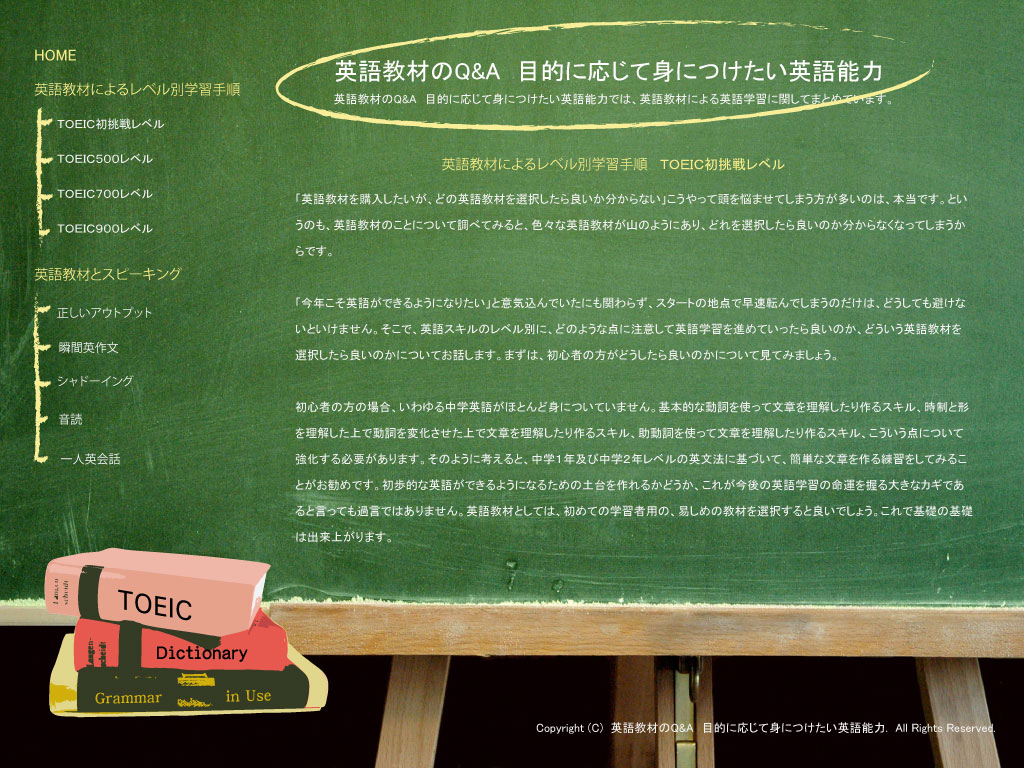 HOME
英語教材によるレベル別学習手順
TOEIC初挑戦レベル
TOEIC500レベル
TOEIC700レベル
TOEIC900レベル
英語教材とスピーキング
正しいアウトプット
瞬間英作文
シャドーイング
音読
一人英会話
英語教材のQ&A　目的に応じて身につけたい英語能力
英語教材のQ&A　目的に応じて身につけたい英語能力では、英語教材による英語学習に関してまとめています。
英語教材によるレベル別学習手順　TOEIC初挑戦レベル
「英語教材を購入したいが、どの英語教材を選択したら良いか分からない」こうやって頭を悩ませてしまう方が多いのは、本当です。とい
うのも、英語教材のことについて調べてみると、色々な英語教材が山のようにあり、どれを選択したら良いのか分からなくなってしまうか
らです。
「今年こそ英語ができるようになりたい」と意気込んでいたにも関わらず、スタートの地点で早速転んでしまうのだけは、どうしても避けな
いといけません。そこで、英語スキルのレベル別に、どのような点に注意して英語学習を進めていったら良いのか、どういう英語教材を
選択したら良いのかについてお話します。まずは、初心者の方がどうしたら良いのかについて見てみましょう。
初心者の方の場合、いわゆる中学英語がほとんど身についていません。基本的な動詞を使って文章を理解したり作るスキル、時制と形
を理解した上で動詞を変化させた上で文章を理解したり作るスキル、助動詞を使って文章を理解したり作るスキル、こういう点について
強化する必要があります。そのように考えると、中学1年及び中学2年レベルの英文法に基づいて、簡単な文章を作る練習をしてみるこ
とがお勧めです。初歩的な英語ができるようになるための土台を作れるかどうか、これが今後の英語学習の命運を握る大きなカギであ
ると言っても過言ではありません。英語教材としては、初めての学習者用の、易しめの教材を選択すると良いでしょう。これで基礎の基礎
は出来上がります。
TOEIC
Dictionary
Grammar in Use
Copyright (C) 英語教材のQ&A　目的に応じて身につけたい英語能力. All Rights Reserved.